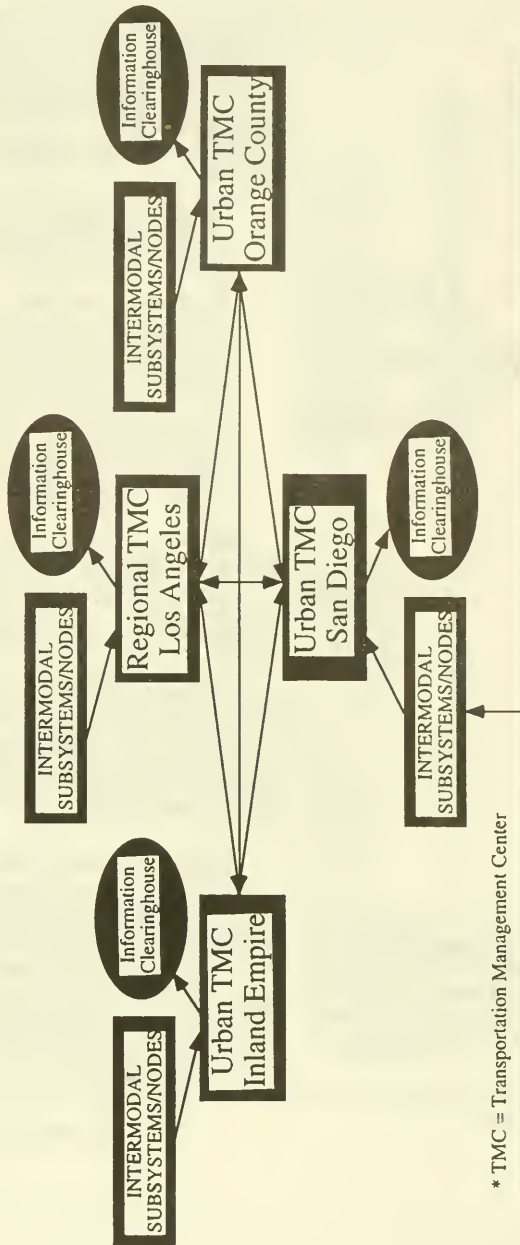 INTERMODAL
SUBSYSTEMS/NODES
Information
Clearinghouse
Urban TMC
Inland Empire
INTERMODAL
SUBSYSTEMS/NODES
Information
Clearinghouse
Regional TMC
Los Angeles
INTERMODAL
SUBSYSTEMS/NODES
Information
Clearinghouse
Urban TMC
Orange County
Urban TMC
San Diego
INTERMODAL
SUBSYSTEMS/NODES
Information
Clearinghouse
* TMC = Transportation Management Center